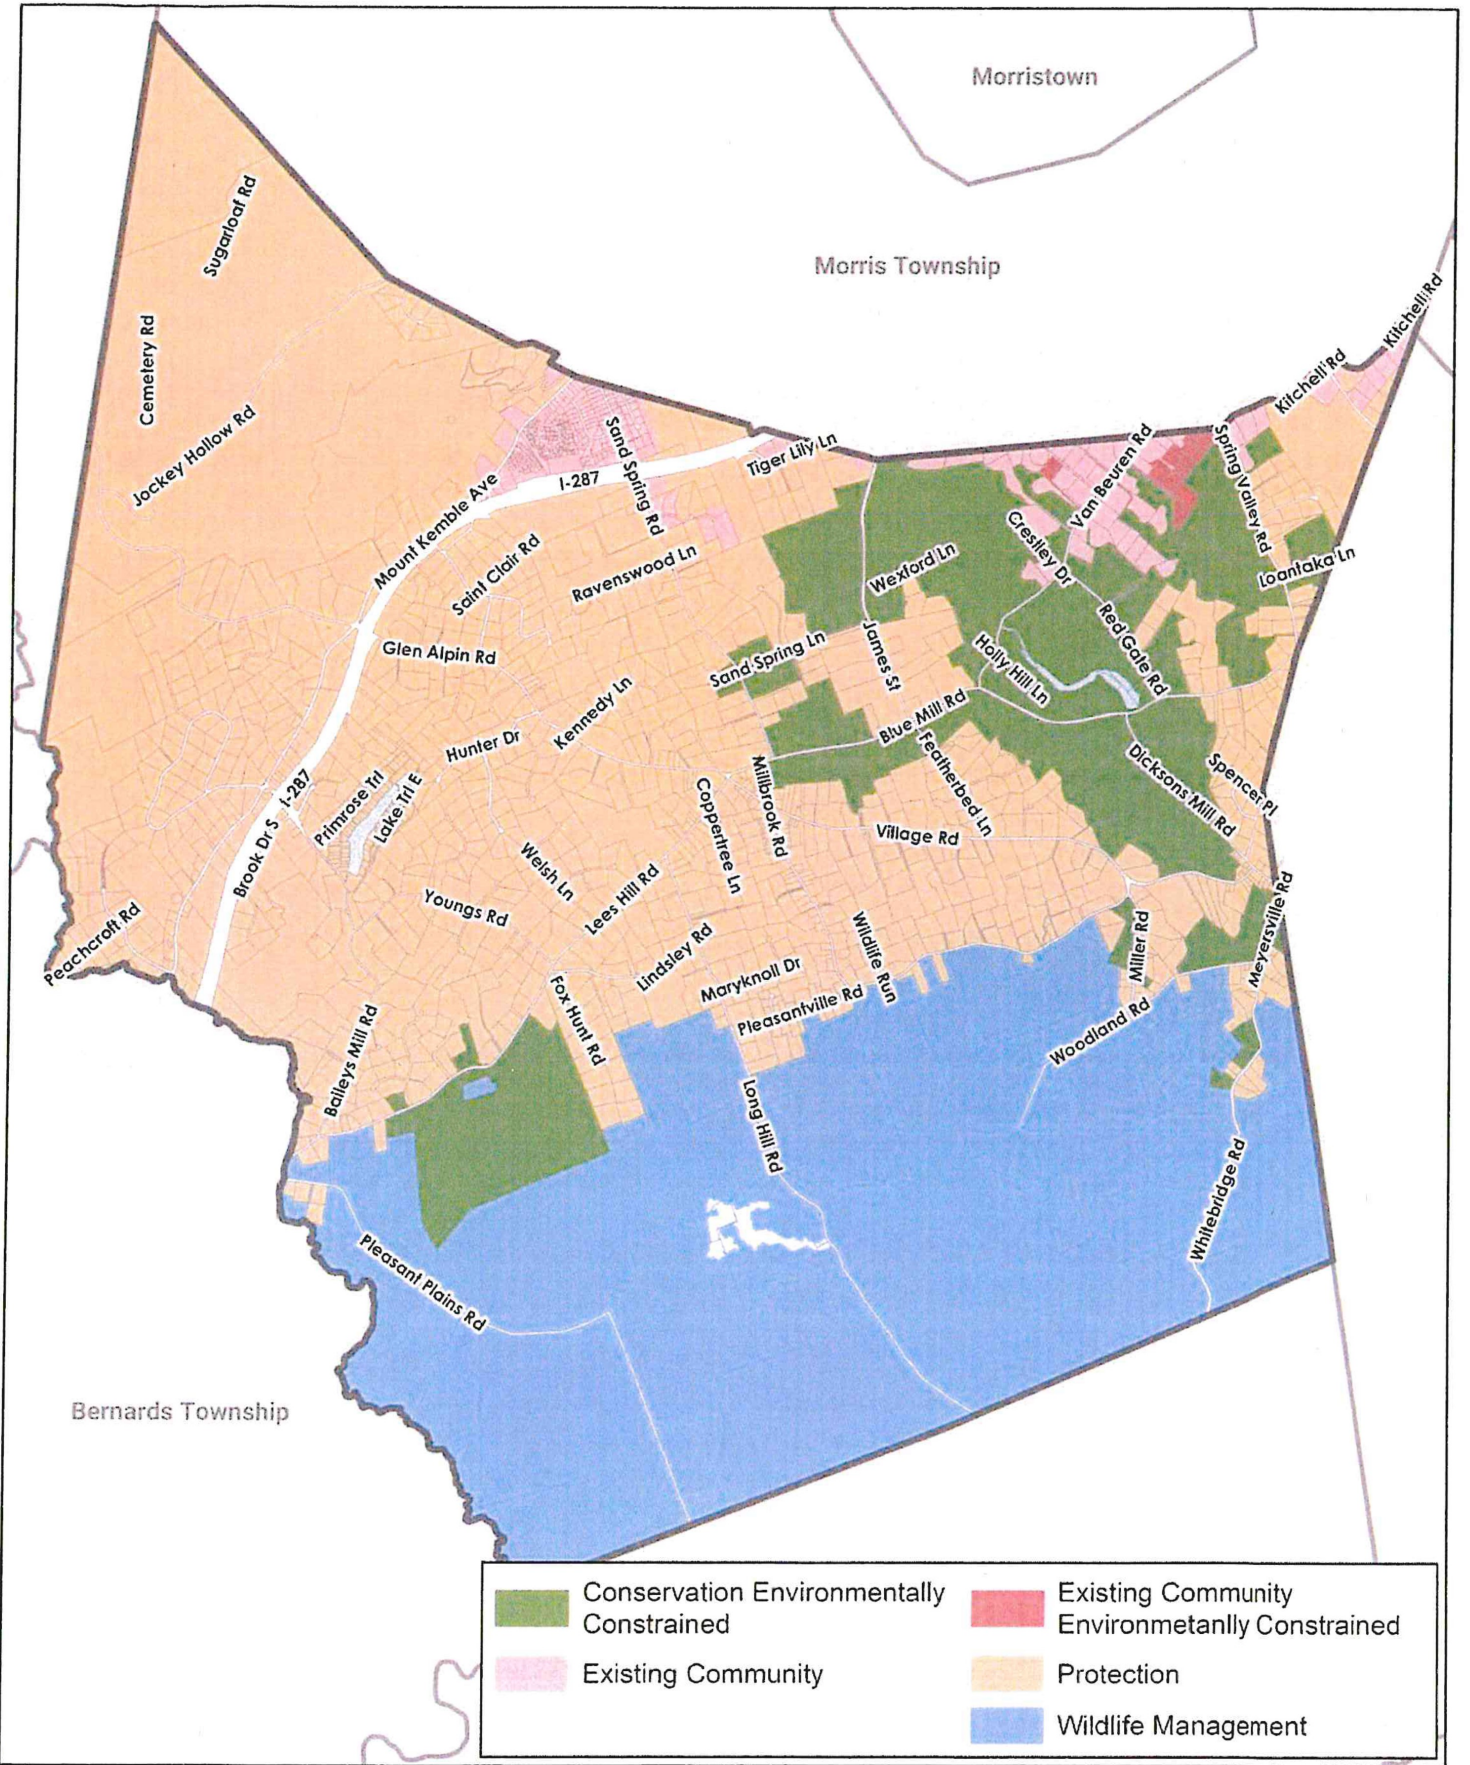 Morristown
Morris Township
Sugarloaf Rd
Kitchell Rd
Cemetery Rd
Kitchell Rd
Jockey Hollow Rd
Sand Spring Rd
Tiger Lily Ln
Van Beuren Rd
Spring Valley Rd
I-287
Mount Kemble Ave
Crestley Dr
Saint Clair Rd
Ravenswood Ln
Wexford Ln
Loantaka Ln
Glen Alpin Rd
Sand Spring Ln
James St
Red Gate Rd
Holly Hill Ln
Kennedy Ln
Blue Mill Rd
Hunter Dr
I-287
Primrose Trl
Lake Trl E
Coppertree Ln
Millbrook Rd
Featherbed Ln
Dicksons Mill Rd
Spencer Pl
Brook Dr S
Village Rd
Welsh Ln
Youngs Rd
Lees Hill Rd
Peachcroft Rd
Lindsley Rd
Wildlife Run
Miller Rd
Meyersville Rd
Maryknoll Dr
Pleasantville Rd
Fox Hunt Rd
Woodland Rd
Baileys Mill Rd
Long Hill Rd
Whitebridge Rd
Pleasant Plains Rd
Bernards Township
Conservation Environmentally
Constrained
Existing Community
Existing Community
Environmetanlly Constrained
Protection
Wildlife Management